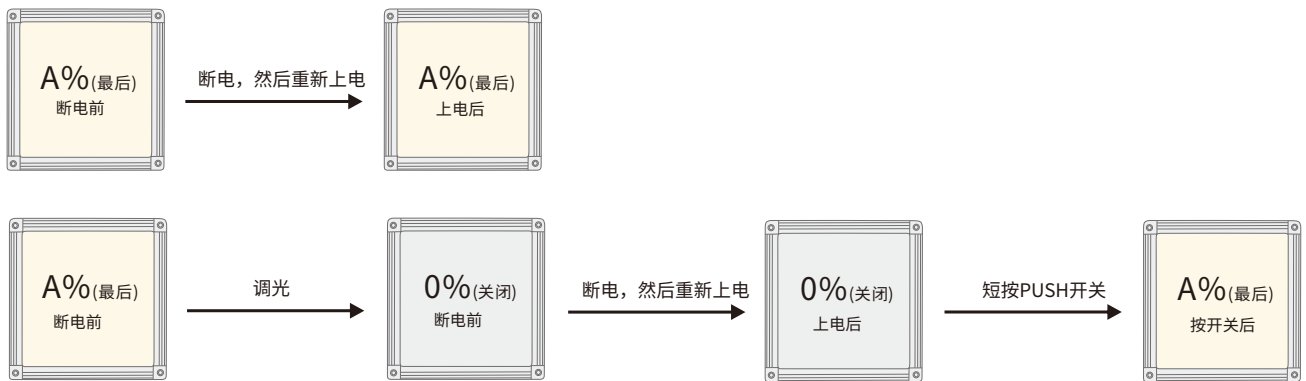 A%(最后)
断电前
断电，然后重新上电
A%(最后)
上电后
A%(最后)
断电前
调光
0%(关闭)
断电前
断电，然后重新上电
0%(关闭)
上电后
短按PUSH开关
A%(最后)
按开关后